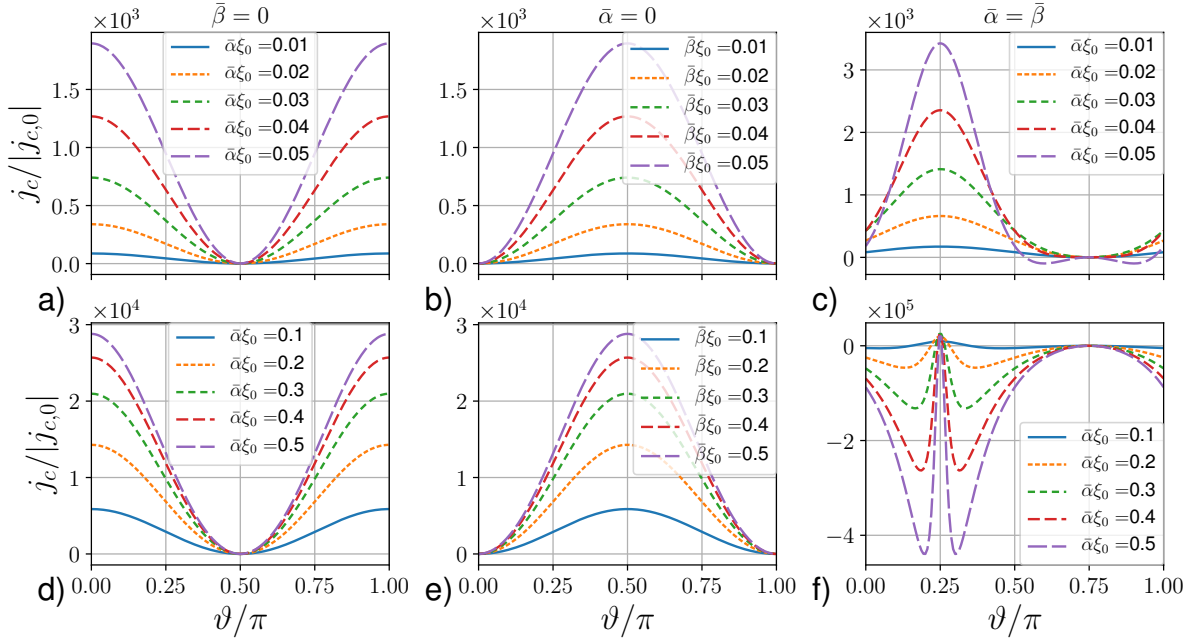 β̄ = 0
×10³
j_c/|j_{c,0}|
1.5
1.0
0.5
0.0
ᾱξ₀ =0.01
ᾱξ₀ =0.02
ᾱξ₀ =0.03
ᾱξ₀ =0.04
ᾱξ₀ =0.05
a)
ᾱ = 0
×10³
1.5
1.0
0.5
0.0
β̄ξ₀ =0.01
β̄ξ₀ =0.02
β̄ξ₀ =0.03
β̄ξ₀ =0.04
β̄ξ₀ =0.05
b)
ᾱ = β̄
×10³
3
2
1
0
ᾱξ₀ =0.01
ᾱξ₀ =0.02
ᾱξ₀ =0.03
ᾱξ₀ =0.04
ᾱξ₀ =0.05
c)
×10⁴
j_c/|j_{c,0}|
3
2
1
0
ᾱξ₀ =0.1
ᾱξ₀ =0.2
ᾱξ₀ =0.3
ᾱξ₀ =0.4
ᾱξ₀ =0.5
0.00 0.25 0.50 0.75 1.00
d)
ϑ/π
×10⁴
3
2
1
0
β̄ξ₀ =0.1
β̄ξ₀ =0.2
β̄ξ₀ =0.3
β̄ξ₀ =0.4
β̄ξ₀ =0.5
0.00 0.25 0.50 0.75 1.00
e)
ϑ/π
×10⁵
0
−2
−4
ᾱξ₀ =0.1
ᾱξ₀ =0.2
ᾱξ₀ =0.3
ᾱξ₀ =0.4
ᾱξ₀ =0.5
0.00 0.25 0.50 0.75 1.00
f)
ϑ/π